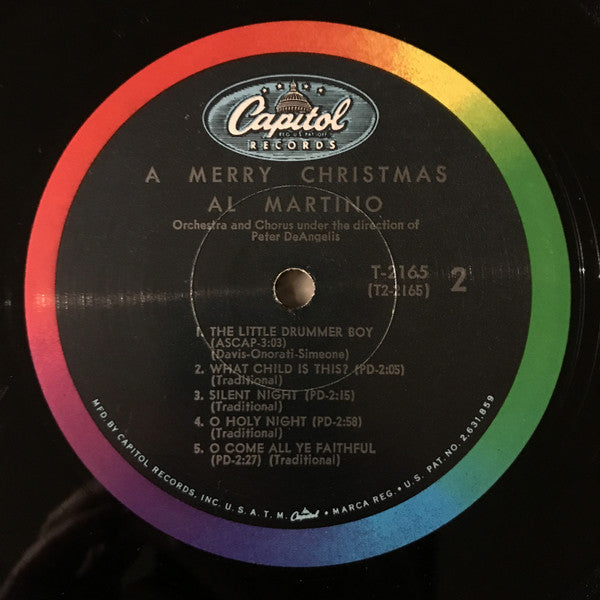 Capitol
REG. U.S. PAT. OFF.
RECORDS
A MERRY CHRISTMAS
AL MARTINO
Orchestra and Chorus under the direction of
Peter DeAngelis
T-2165
(T2-2165)
2
1. THE LITTLE DRUMMER BOY
(ASCAP-3:03)
(Davis-Onorati-Simeone)
2. WHAT CHILD IS THIS? (PD-2:05)
(Traditional)
3. SILENT NIGHT (PD-2:15)
(Traditional)
4. O HOLY NIGHT (PD-2:58)
(Traditional)
5. O COME ALL YE FAITHFUL
(PD-2:27) (Traditional)
MFD. BY CAPITOL RECORDS, INC. U.S.A. T.M. Capitol • MARCA REG. • U.S. PAT. NO. 2,631,859